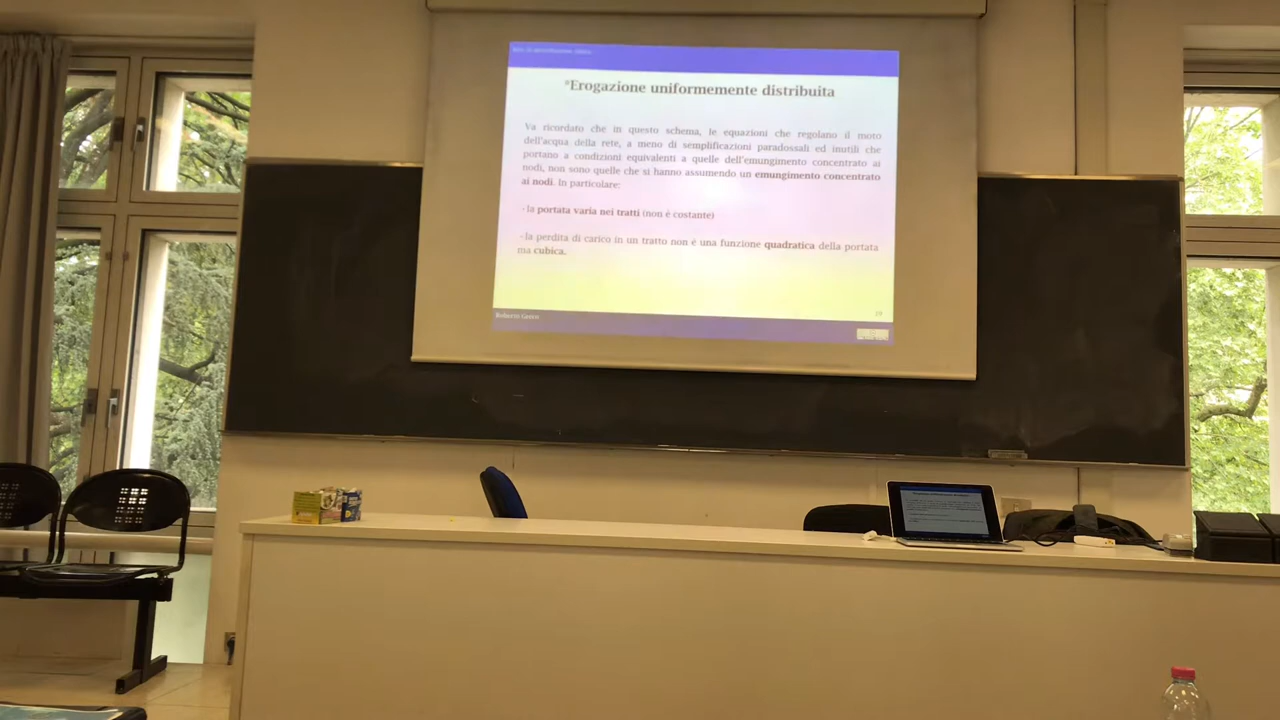 *Erogazione uniformemente distribuita
Va ricordato che in questo schema, le equazioni che regolano il moto
dell'acqua della rete, a meno di semplificazioni paradossali ed inutili che
portano a condizioni equivalenti a quelle dell'emungimento concentrato ai
nodi, non sono quelle che si hanno assumendo un emungimento concentrato
ai nodi. In particolare:
- la portata varia nei tratti (non è costante)
- la perdita di carico in un tratto non è una funzione quadratica della portata
ma cubica.
19